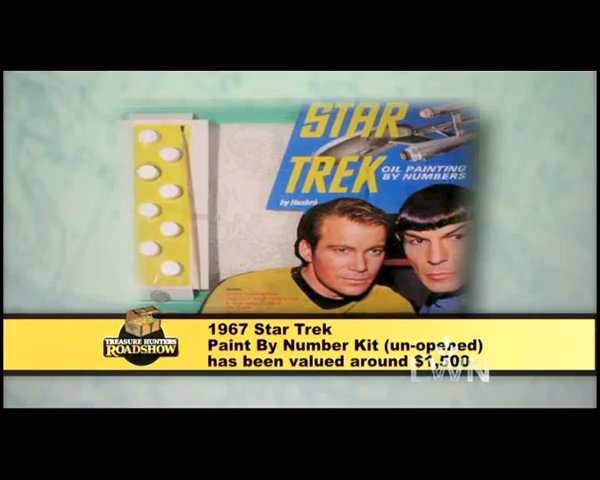 STAR
TREK
OIL PAINTING
BY NUMBERS
by Hasbro
TREASURE HUNTERS
ROADSHOW
1967 Star Trek
Paint By Number Kit (un-opened)
has been valued around $1,500
LWN